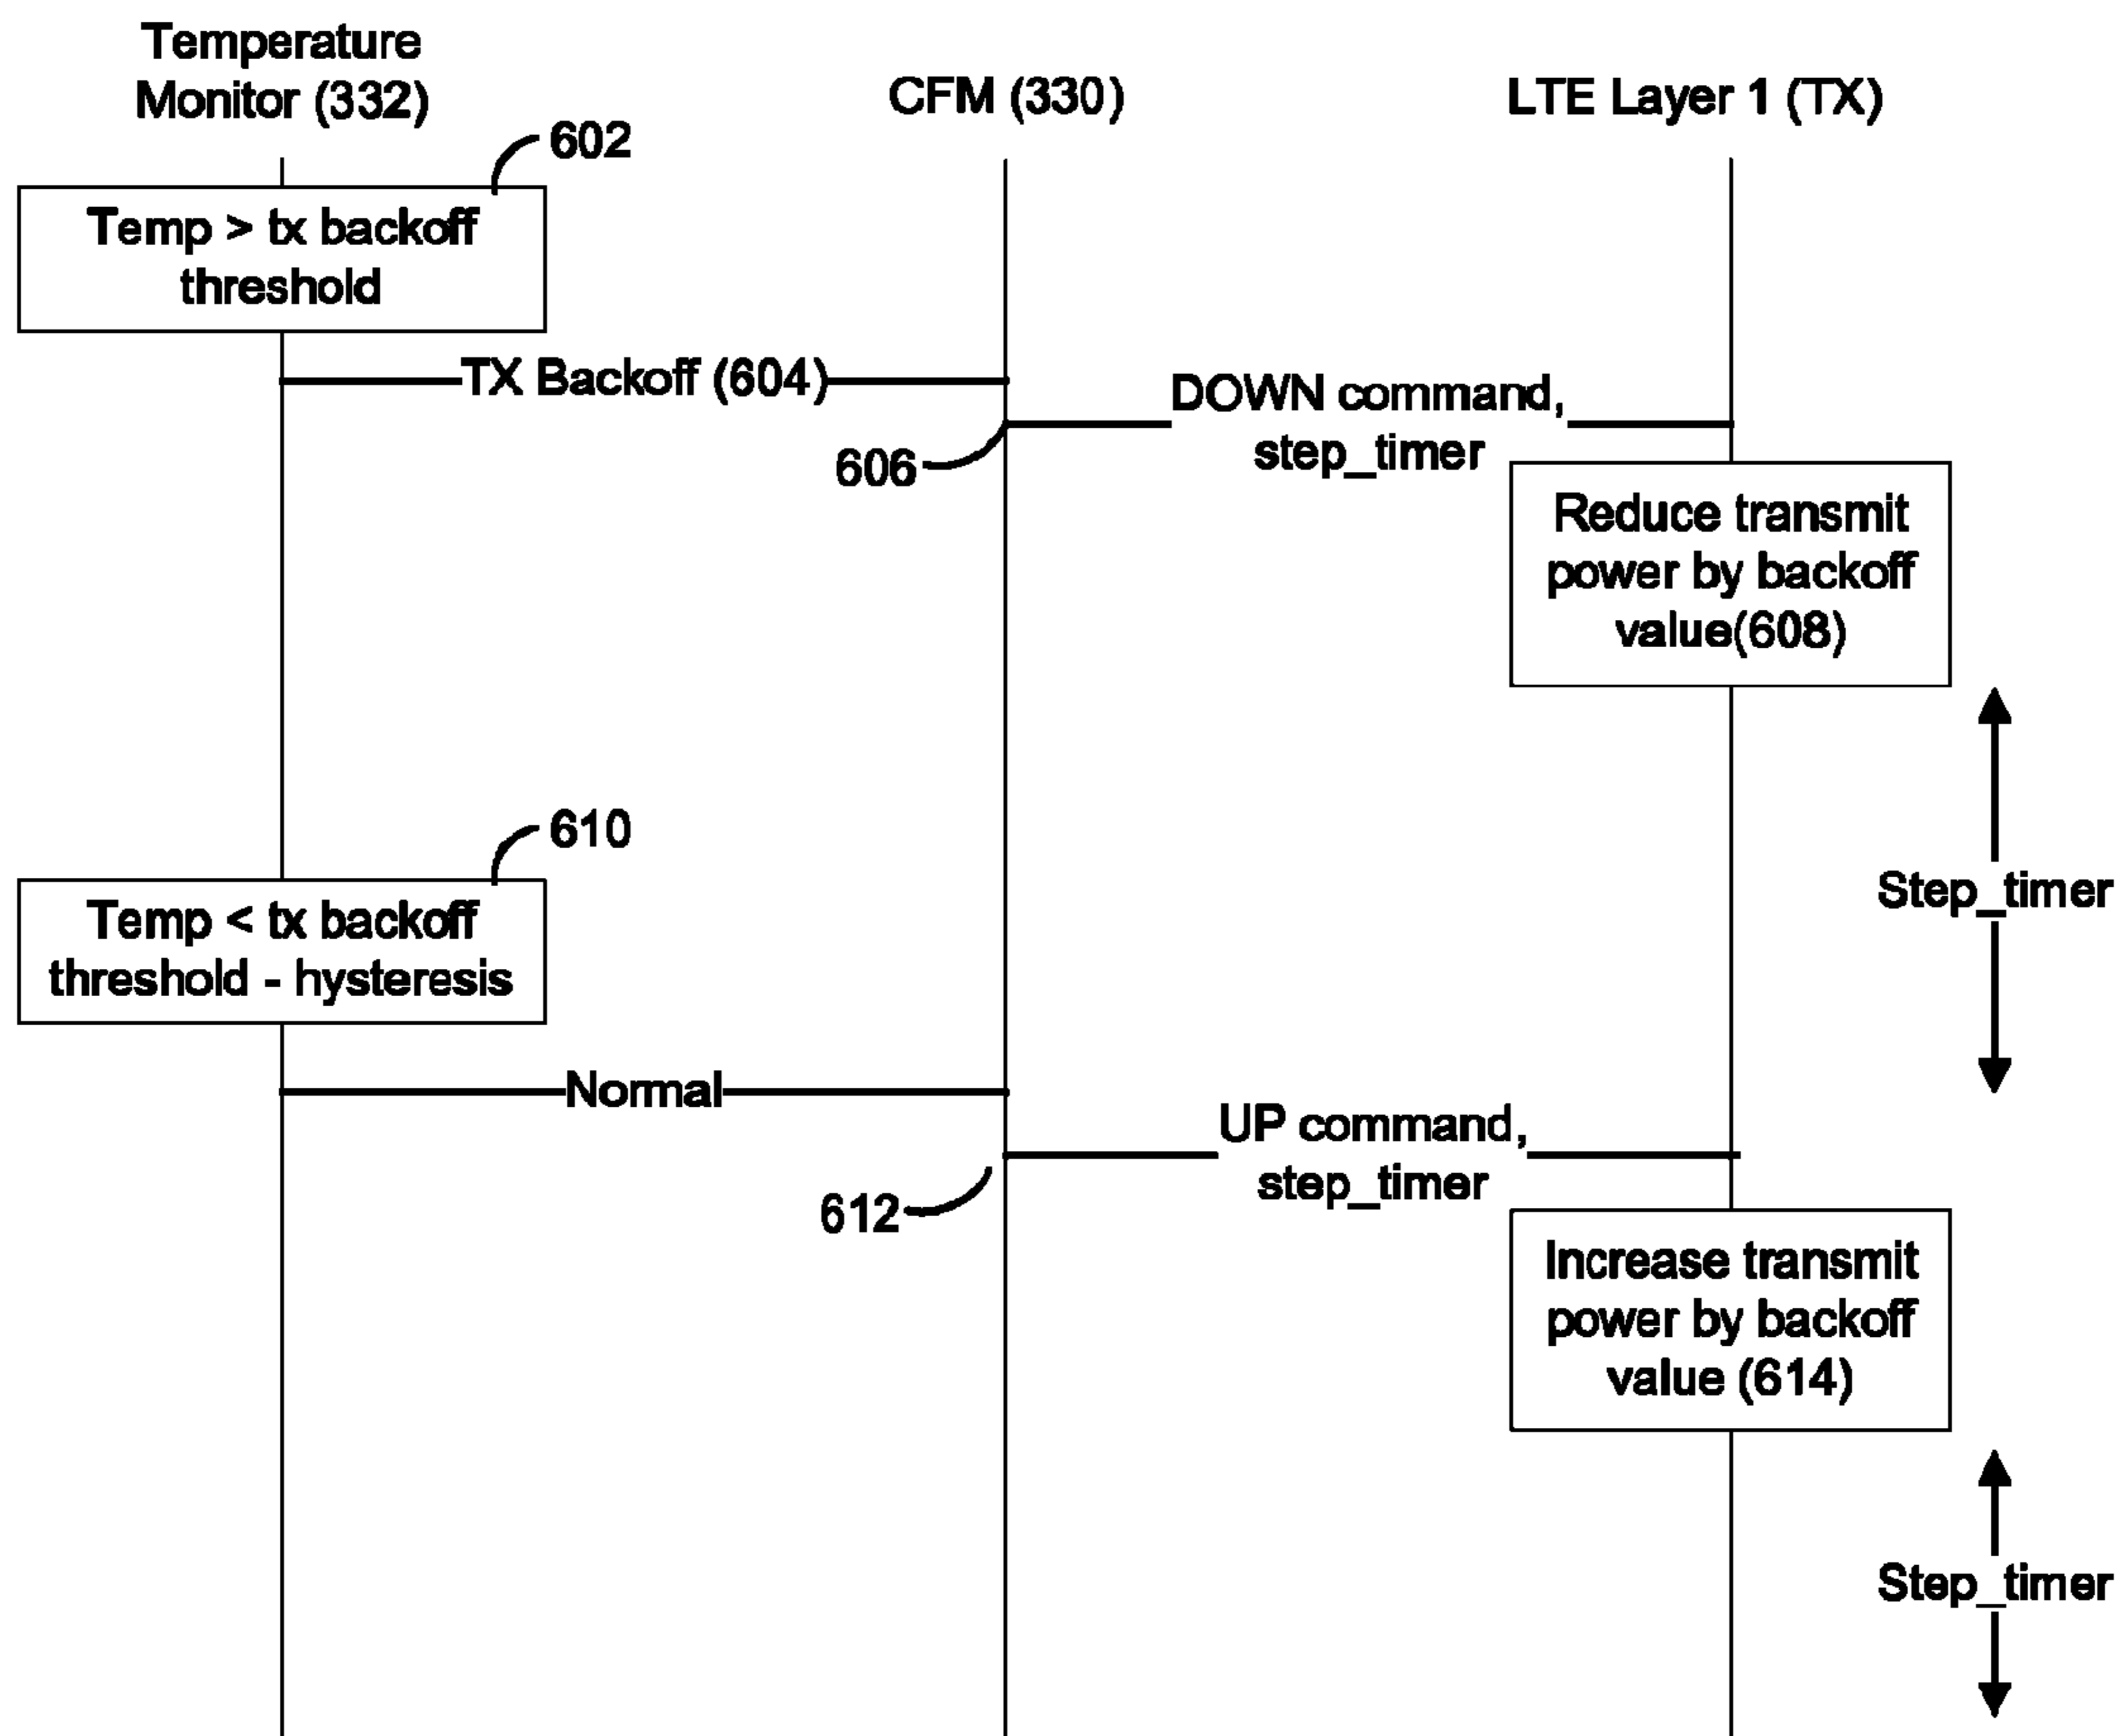 Temperature
Monitor (332)
CFM (330)
LTE Layer 1 (TX)
602
Temp > tx backoff
threshold
TX Backoff (604)
DOWN command,
step_timer
606
Reduce transmit
power by backoff
value(608)
Step_timer
610
Temp < tx backoff
threshold - hysteresis
Normal
UP command,
step_timer
612
Increase transmit
power by backoff
value (614)
Step_timer